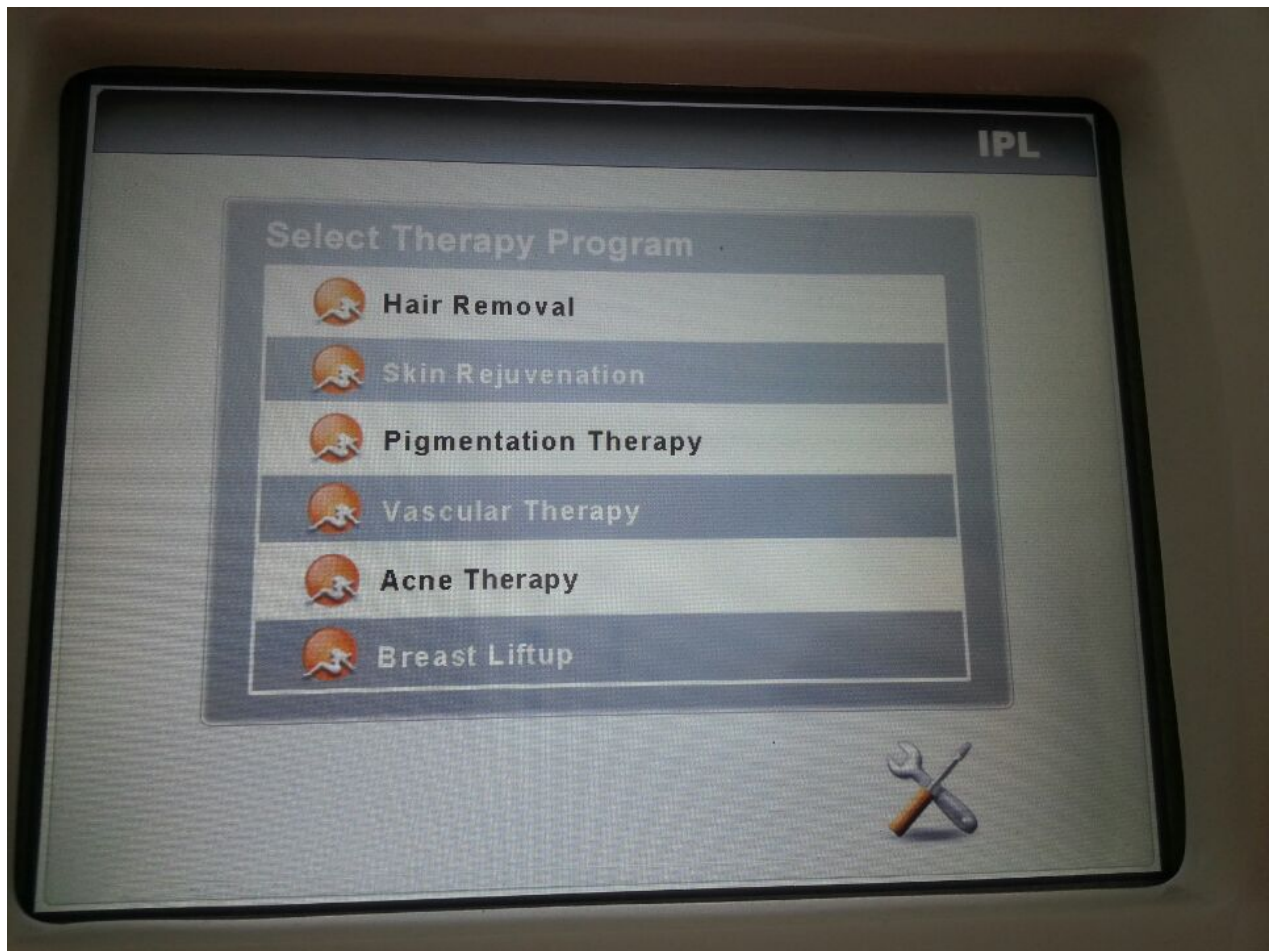 IPL
Select Therapy Program
Hair Removal
Skin Rejuvenation
Pigmentation Therapy
Vascular Therapy
Acne Therapy
Breast Liftup